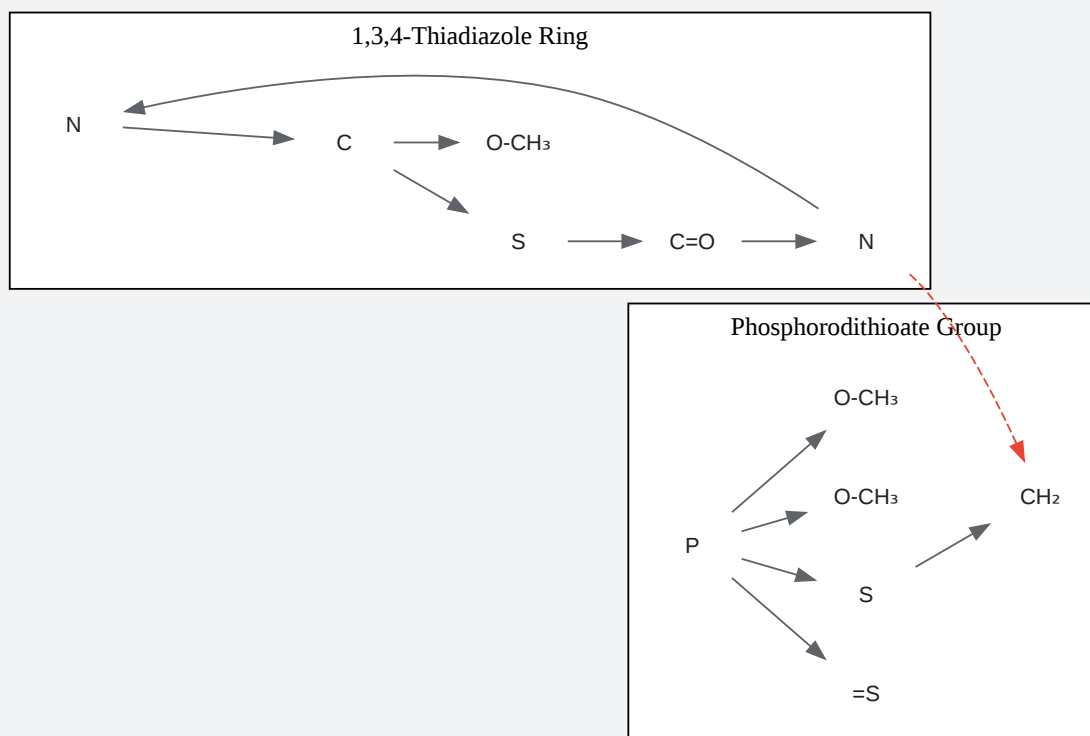 1,3,4-Thiadiazole Ring
N
C
O-CH₃
S
C=O
N
Phosphorodithioate Group
O-CH₃
O-CH₃
CH₂
P
S
=S